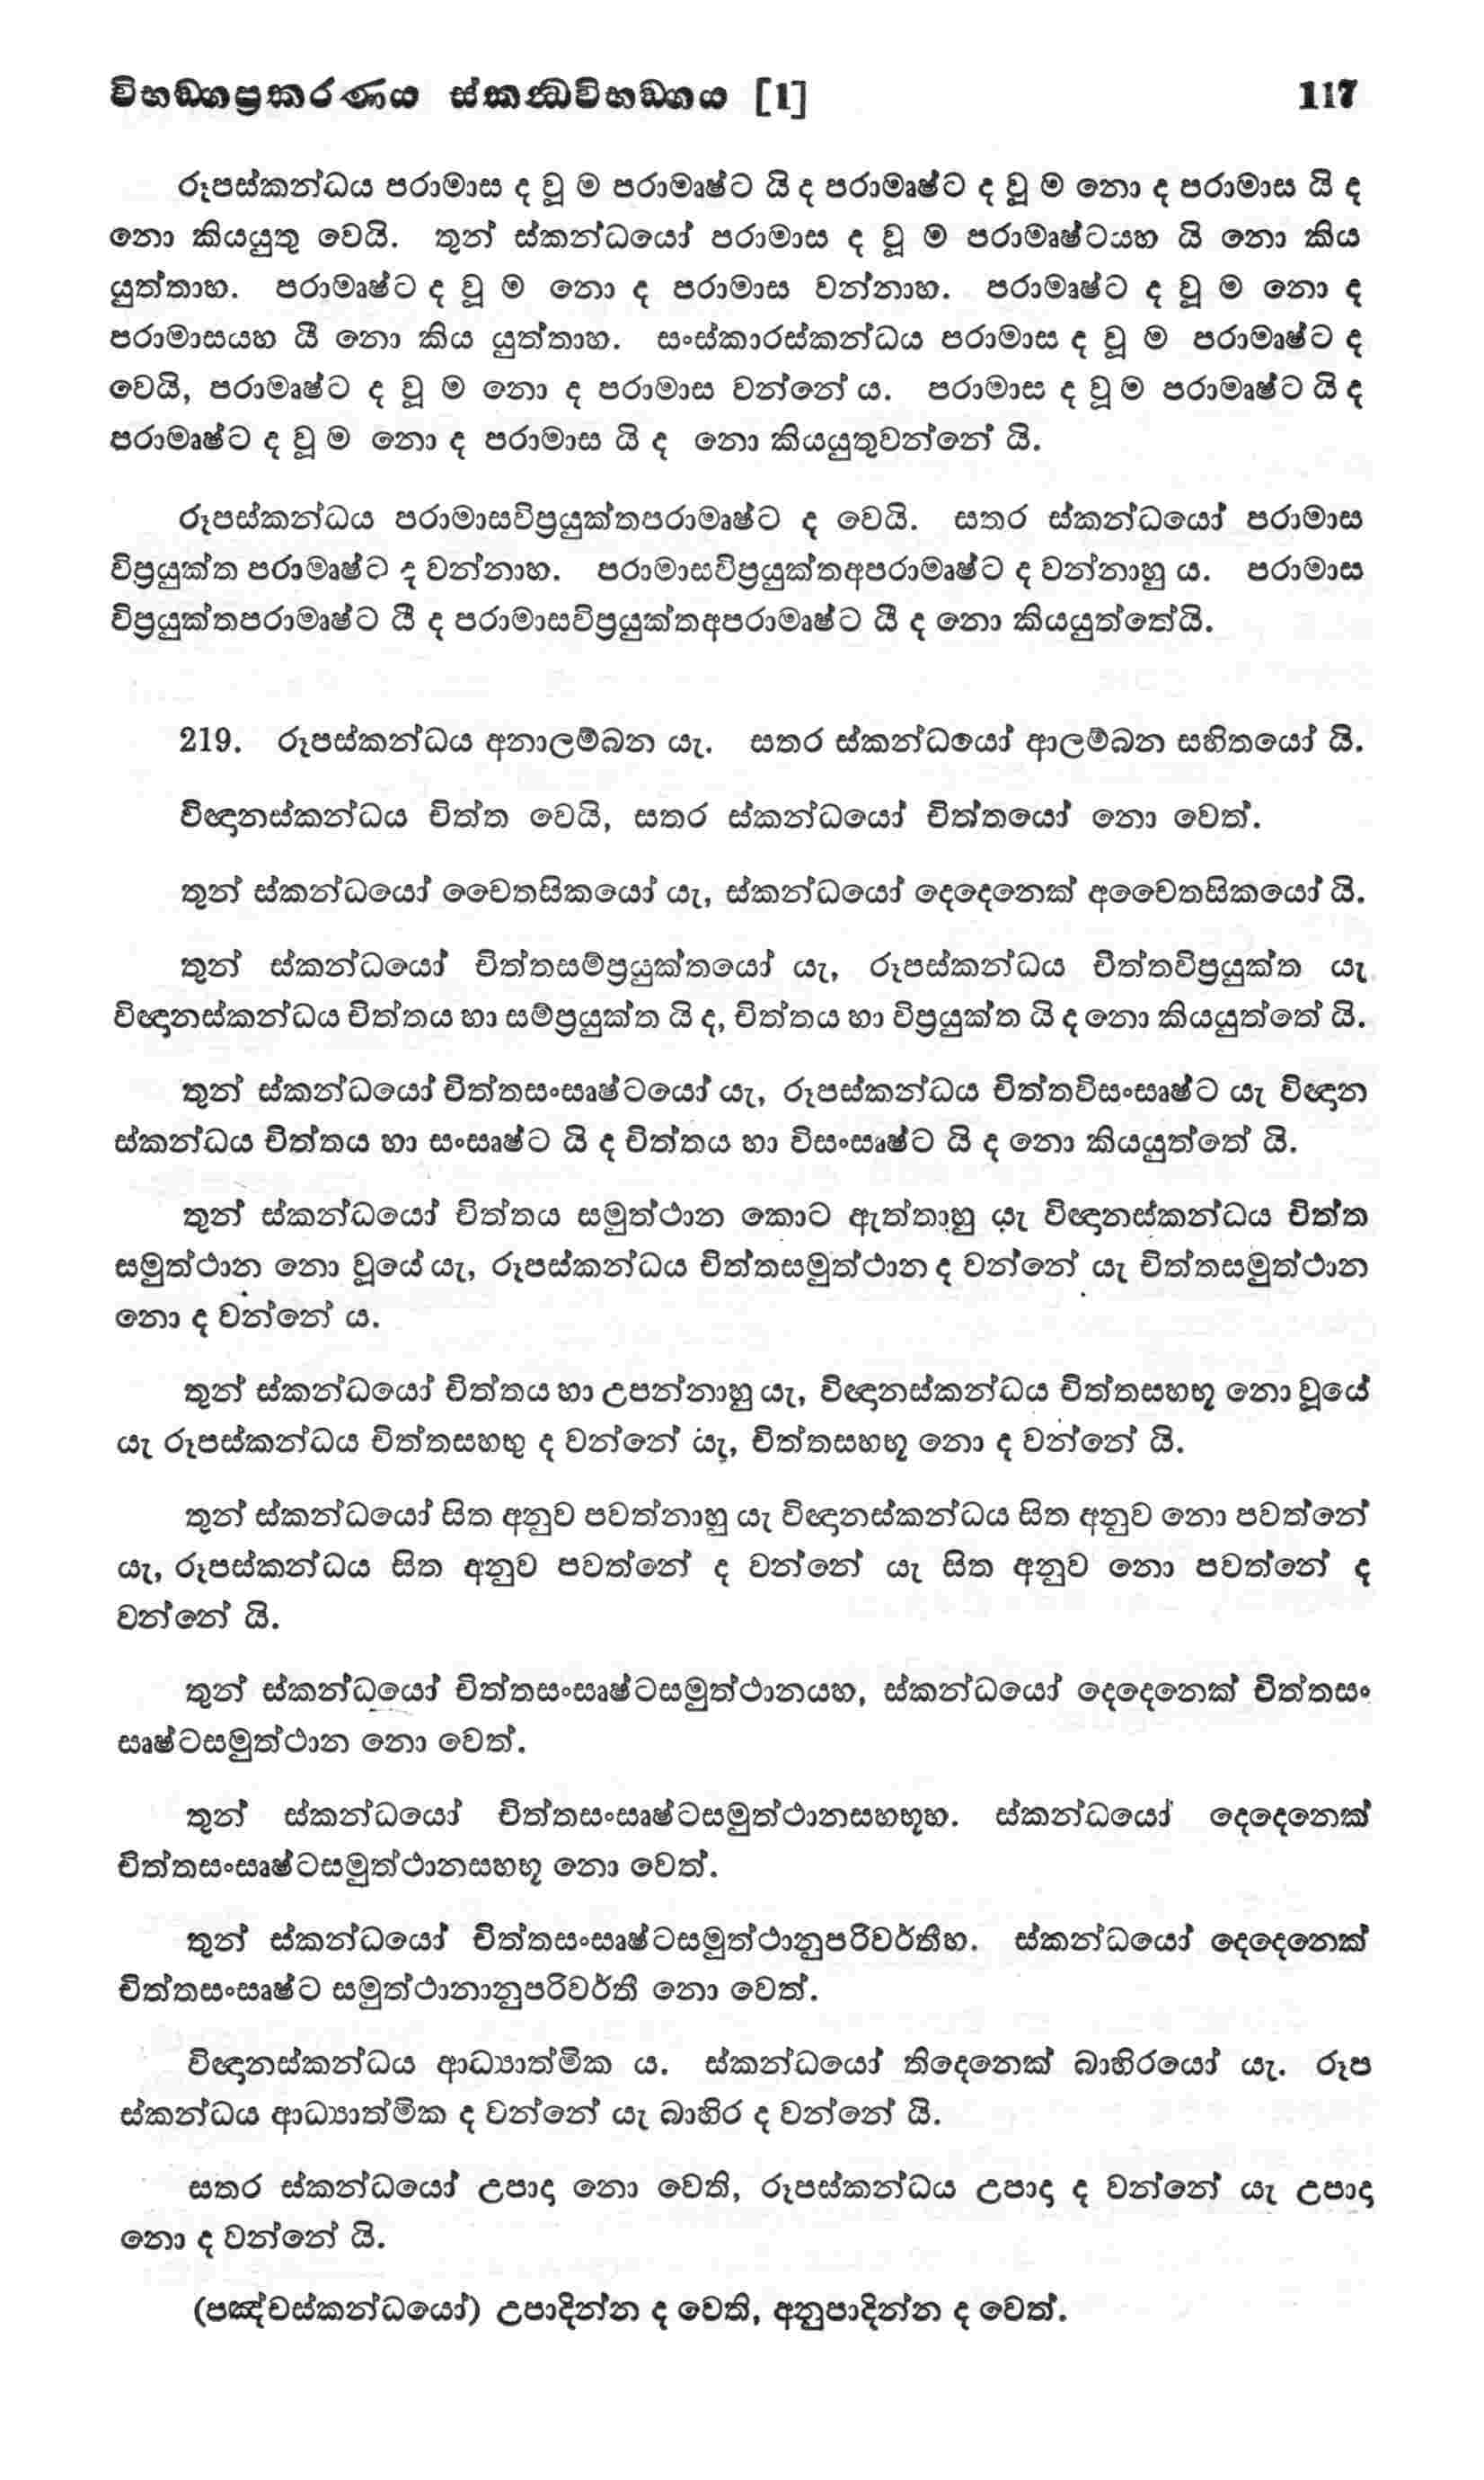 විභඞ්ගප්‍රකරණය ස්කන්‍ධවිභඞ්ගය [1] 117
රූපස්කන්ධය පරාමාස ද වූ ම පරාමෘෂ්ට යි ද පරාමෘෂ්ට ද වූ ම නො ද පරාමාස යි ද
නො කියයුතු වෙයි. තුන් ස්කන්ධයෝ පරාමාස ද වූ ම පරාමෘෂ්ටයහ යි නො කිය
යුත්තාහ. පරාමෘෂ්ට ද වූ ම නො ද පරාමාස වන්නාහ. පරාමෘෂ්ට ද වූ ම නො ද
පරාමාසයහ යී නො කිය යුත්තාහ. සංස්කාරස්කන්ධය පරාමාස ද වූ ම පරාමෘෂ්ට ද
වෙයි, පරාමෘෂ්ට ද වූ ම නො ද පරාමාස වන්නේ ය. පරාමාස ද වූ ම පරාමෘෂ්ට යි ද
පරාමෘෂ්ට ද වූ ම නො ද පරාමාස යි ද නො කියයුතුවන්නේ යි.
රූපස්කන්ධය පරාමාසවිප්‍රයුක්තපරාමෘෂ්ට ද වෙයි. සතර ස්කන්ධයෝ පරාමාස
විප්‍රයුක්ත පරාමෘෂ්ට ද වන්නාහ. පරාමාසවිප්‍රයුක්තඅපරාමෘෂ්ට ද වන්නාහු ය. පරාමාස
විප්‍රයුක්තපරාමෘෂ්ට යී ද පරාමාසවිප්‍රයුක්තඅපරාමෘෂ්ට යී ද නො කියයුත්තේයි.
219. රූපස්කන්ධය අනාලම්බන යැ. සතර ස්කන්ධයෝ ආලම්බන සහිතයෝ යි.
විඥානස්කන්ධය චිත්ත වෙයි, සතර ස්කන්ධයෝ චිත්තයෝ නො වෙත්.
තුන් ස්කන්ධයෝ චෛතසිකයෝ යැ, ස්කන්ධයෝ දෙදෙනෙක් අචෛතසිකයෝ යි.
තුන් ස්කන්ධයෝ චිත්තසම්ප්‍රයුක්තයෝ යැ, රූපස්කන්ධය චිත්තවිප්‍රයුක්ත යැ
විඥානස්කන්ධය චිත්තය හා සම්ප්‍රයුක්ත යි ද, චිත්තය හා විප්‍රයුක්ත යි ද නො කියයුත්තේ යි.
තුන් ස්කන්ධයෝ චිත්තසංසෘෂ්ටයෝ යැ, රූපස්කන්ධය චිත්තවිසංසෘෂ්ට යැ විඥාන
ස්කන්ධය චිත්තය හා සංසෘෂ්ට යි ද චිත්තය හා විසංසෘෂ්ට යි ද නො කියයුත්තේ යි.
තුන් ස්කන්ධයෝ චිත්තය සමුත්ථාන කොට ඇත්තාහු යැ විඥානස්කන්ධය චිත්ත
සමුත්ථාන නො වූයේ යැ, රූපස්කන්ධය චිත්තසමුත්ථාන ද වන්නේ යැ චිත්තසමුත්ථාන
නො ද වන්නේ ය.
තුන් ස්කන්ධයෝ චිත්තය හා උපන්නාහු යැ, විඥානස්කන්ධය චිත්තසහභූ නො වූයේ
යැ රූපස්කන්ධය චිත්තසහභු ද වන්නේ යැ, චිත්තසහභූ නො ද වන්නේ යි.
තුන් ස්කන්ධයෝ සිත අනුව පවත්නාහු යැ විඥානස්කන්ධය සිත අනුව නො පවත්නේ
යැ, රූපස්කන්ධය සිත අනුව පවත්නේ ද වන්නේ යැ සිත අනුව නො පවත්නේ ද
වන්නේ යි.
තුන් ස්කන්ධයෝ චිත්තසංසෘෂ්ටසමුත්ථානයහ, ස්කන්ධයෝ දෙදෙනෙක් චිත්තසං
සෘෂ්ටසමුත්ථාන නො වෙත්.
තුන් ස්කන්ධයෝ චිත්තසංසෘෂ්ටසමුත්ථානසහභූහ. ස්කන්ධයෝ දෙදෙනෙක්
චිත්තසංසෘෂ්ටසමුත්ථානසහභූ නො වෙත්.
තුන් ස්කන්ධයෝ චිත්තසංසෘෂ්ටසමුත්ථානුපරිවර්තීහ. ස්කන්ධයෝ දෙදෙනෙක්
චිත්තසංසෘෂ්ට සමුත්ථානානුපරිවර්තී නො වෙත්.
විඥානස්කන්ධය ආධ්‍යාත්මික ය. ස්කන්ධයෝ තිදෙනෙක් බාහිරයෝ යැ. රූප
ස්කන්ධය ආධ්‍යාත්මික ද වන්නේ යැ බාහිර ද වන්නේ යි.
සතර ස්කන්ධයෝ උපාදා නො වෙති, රූපස්කන්ධය උපාදා ද වන්නේ යැ උපාදා
නො ද වන්නේ යි.
(පඤ්චස්කන්ධයෝ) උපාදින්න ද වෙති, අනුපාදින්න ද වෙත්.